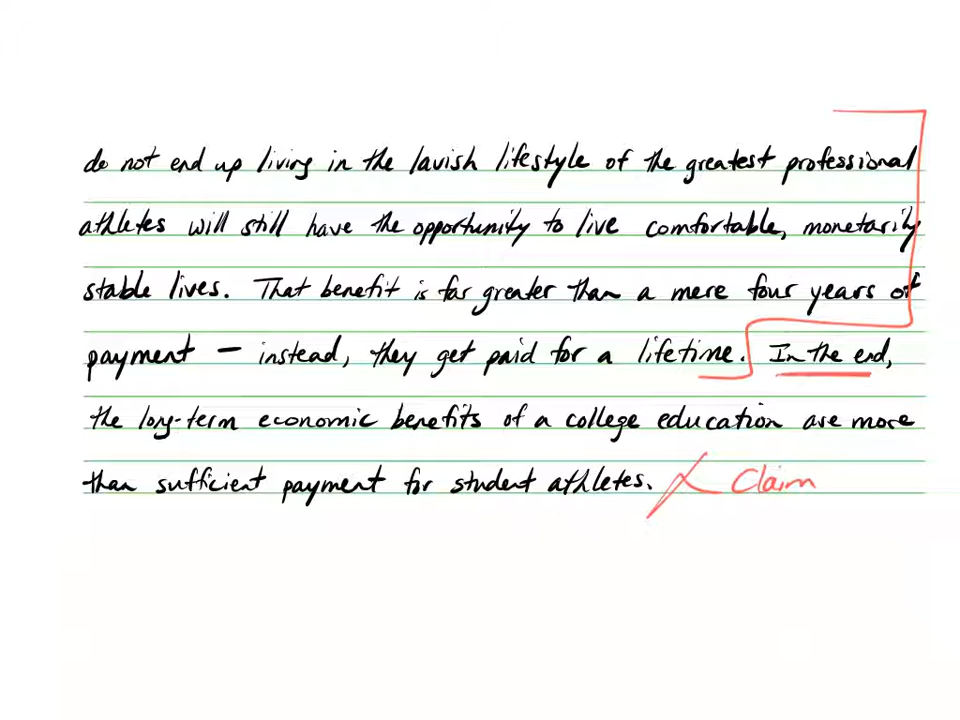 do not end up living in the lavish lifestyle of the greatest professional
athletes will still have the opportunity to live comfortable, monetarily
stable lives. That benefit is far greater than a mere four years of
payment – instead, they get paid for a lifetime. In the end,
the long-term economic benefits of a college education are more
than sufficient payment for student athletes. Claim